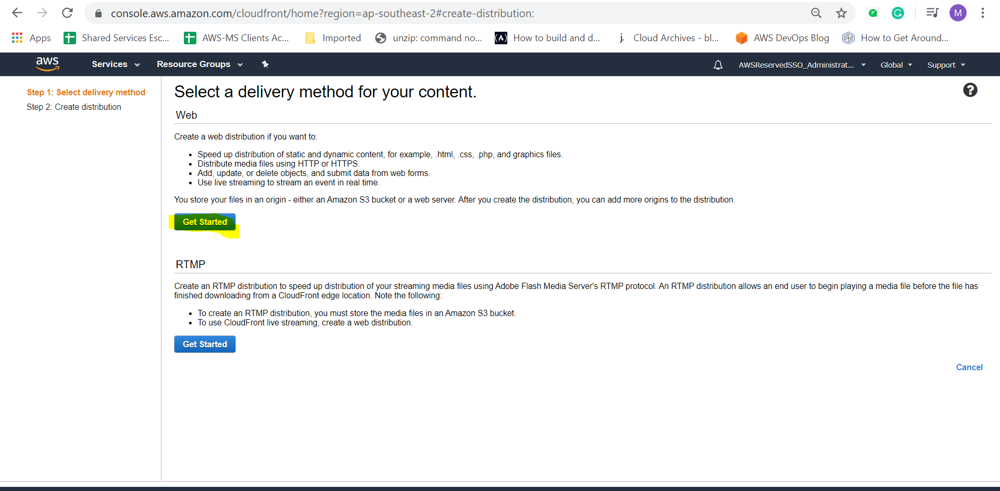 console.aws.amazon.com/cloudfront/home?region=ap-southeast-2#create-distribution:
M
Apps
Shared Services Esc...
AWS-MS Clients Ac...
Imported
unzip: command no...
How to build and d...
j.
Cloud Archives - bl...
AWS DevOps Blog
How to Get Around...
aws
Services
Resource Groups
AWSReservedSSO_Administrat...
Global
Support
Step 1: Select delivery method
Step 2: Create distribution
Select a delivery method for your content.
?
Web
Create a web distribution if you want to:
• Speed up distribution of static and dynamic content, for example, .html, .css, .php, and graphics files.
• Distribute media files using HTTP or HTTPS.
• Add, update, or delete objects, and submit data from web forms.
• Use live streaming to stream an event in real time.
You store your files in an origin - either an Amazon S3 bucket or a web server. After you create the distribution, you can add more origins to the distribution.
Get Started
RTMP
Create an RTMP distribution to speed up distribution of your streaming media files using Adobe Flash Media Server's RTMP protocol. An RTMP distribution allows an end user to begin playing a media file before the file has
finished downloading from a CloudFront edge location. Note the following:
• To create an RTMP distribution, you must store the media files in an Amazon S3 bucket.
• To use CloudFront live streaming, create a web distribution.
Get Started
Cancel